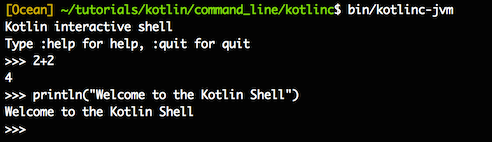 [Ocean] ~/tutorials/kotlin/command_line/kotlinc$ bin/kotlinc-jvm
Kotlin interactive shell
Type :help for help, :quit for quit
>>> 2+2
4
>>> println("Welcome to the Kotlin Shell")
Welcome to the Kotlin Shell
>>>